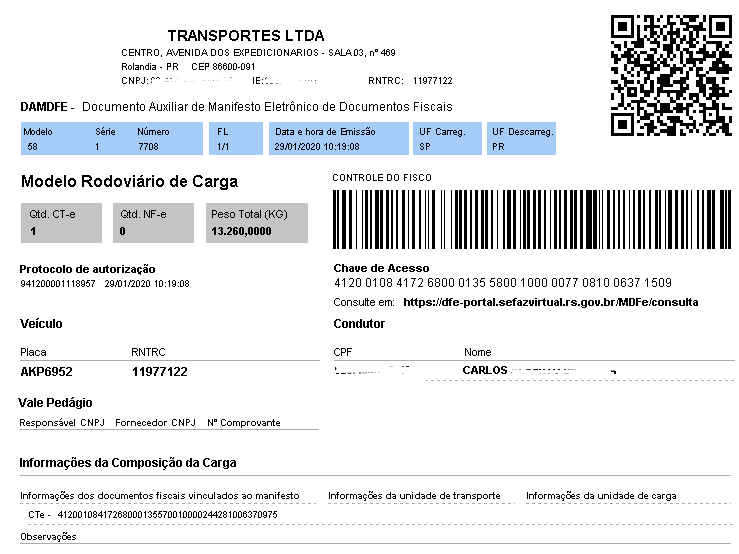 TRANSPORTES LTDA
CENTRO, AVENIDA DOS EXPEDICIONARIOS - SALA 03, nº 469
Rolandia - PR CEP 86600-091
CNPJ: IE: RNTRC: 11977122
DAMDFE - Documento Auxiliar de Manifesto Eletrônico de Documentos Fiscais
Modelo Série Número FL Data e hora de Emissão UF Carreg. UF Descarreg.
58 1 7708 1/1 29/01/2020 10:19:08 SP PR
Modelo Rodoviário de Carga
CONTROLE DO FISCO
Qtd. CT-e Qtd. NF-e Peso Total (KG)
1 0 13.260,0000
Protocolo de autorização
941200001118957 29/01/2020 10:19:08
Chave de Acesso
4120 0108 4172 6800 0135 5800 1000 0077 0810 0637 1509
Consulte em: https://dfe-portal.sefazvirtual.rs.gov.br/MDFe/consulta
Veículo
Condutor
Placa RNTRC
CPF Nome
AKP6952 11977122
CARLOS
Vale Pedágio
Responsável CNPJ Fornecedor CNPJ Nº Comprovante
Informações da Composição da Carga
Informações dos documentos fiscais vinculados ao manifesto Informações da unidade de transporte Informações da unidade de carga
CTe - 41200108417268000135570010000244281006370975
Observações